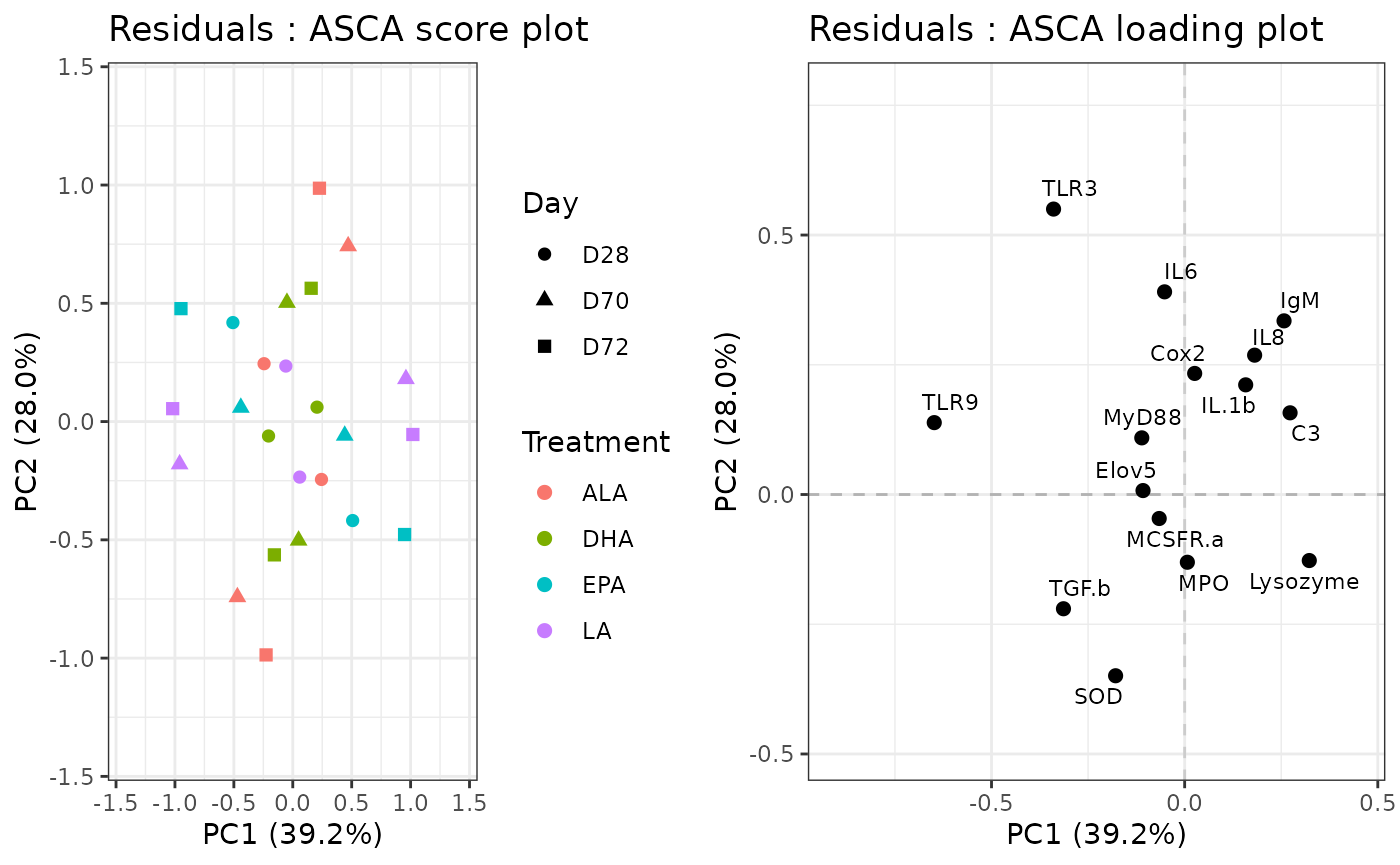 Residuals : ASCA score plot
1.5
1.0
0.5
0.0
-0.5
-1.0
-1.5
-1.5 -1.0 -0.5 0.0 0.5 1.0 1.5
PC1 (39.2%)
PC2 (28.0%)
Day
D28
D70
D72
Treatment
ALA
DHA
EPA
LA
Residuals : ASCA loading plot
TLR3
IL6
IgM
IL8
Cox2
IL.1b
TLR9
MyD88
C3
Elov5
MCSFR.a
MPO
Lysozyme
TGF.b
SOD
0.5
0.0
-0.5
-0.5 0.0 0.5
PC1 (39.2%)
PC2 (28.0%)